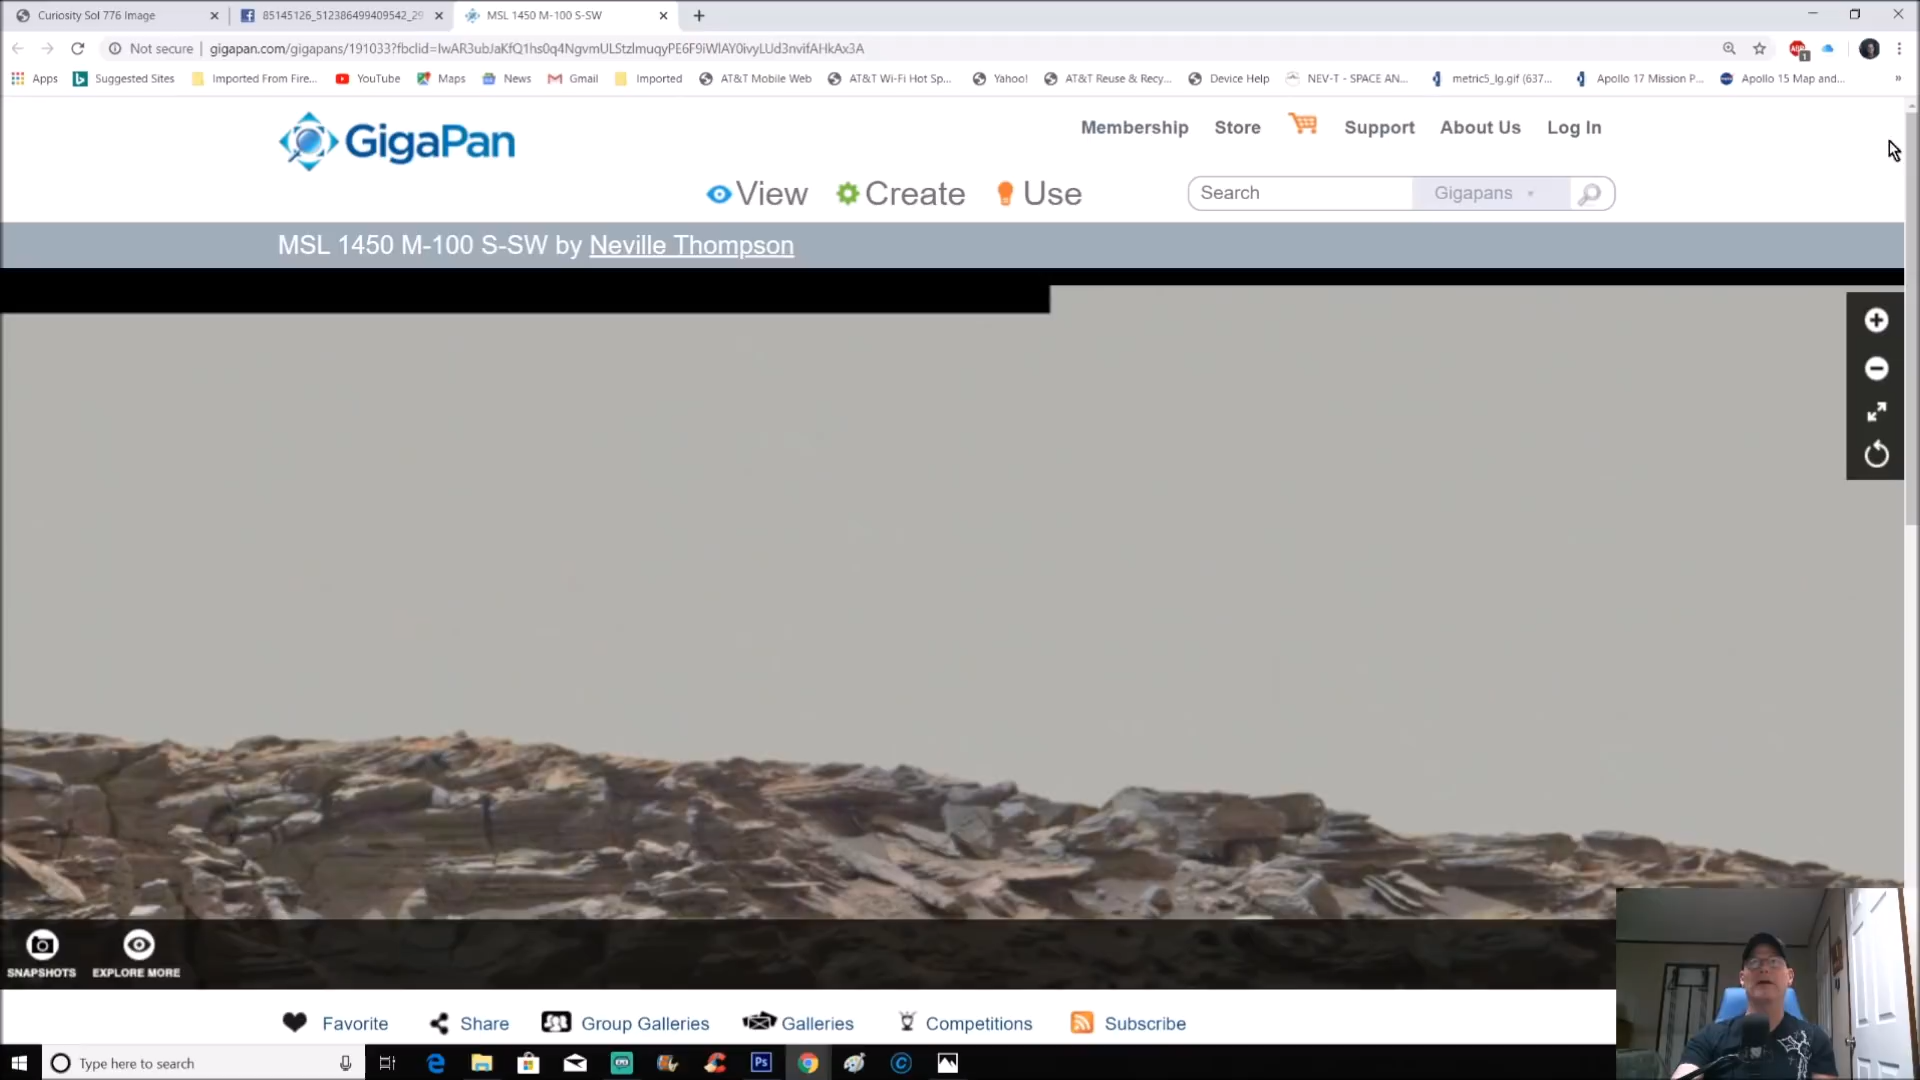 Curiosity Sol 776 Image
85145126_512386499409542_29
MSL 1450 M-100 S-SW
Not secure
gigapan.com/gigapans/191033?fbclid=IwAR3ubJaKfQ1hs0q4NgvmULStzlmuqyPE6F9iWlAY0ivyLUd3nvifAHkAx3A
Apps
Suggested Sites
Imported From Fire...
YouTube
Maps
News
Gmail
Imported
AT&T Mobile Web
AT&T Wi-Fi Hot Sp...
Yahoo!
AT&T Reuse & Recy...
Device Help
NEV-T - SPACE AN...
metric5_lg.gif (637...
Apollo 17 Mission P...
Apollo 15 Map and...
»
GigaPan
Membership
Store
Support
About Us
Log In
View
Create
Use
Search
Gigapans
MSL 1450 M-100 S-SW by Neville Thompson
SNAPSHOTS
EXPLORE MORE
Favorite
Share
Group Galleries
Galleries
Competitions
Subscribe
Type here to search
Ps